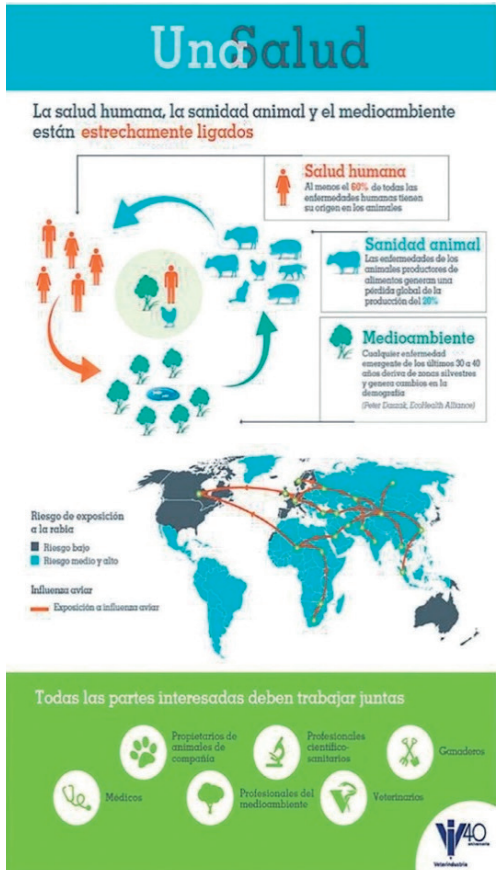 UnaSalud
La salud humana, la sanidad animal y el medioambiente
están estrechamente ligados
Salud humana
Al menos el 60% de todas las
enfermedades humanas tienen
su origen en los animales
Sanidad animal
Las enfermedades de los
animales productores de
alimentos generan una
pérdida global de la
producción del 20%
Medioambiente
Cualquier enfermedad
emergente de los últimos 30 a 40
años deriva de zonas silvestres
y genera cambios en la
demografía
(Peter Daszak, EcoHealth Alliance)
Riesgo de exposición
a la rabia
Riesgo bajo
Riesgo medio y alto
Influenza aviar
Exposición a influenza aviar
Todas las partes interesadas deben trabajar juntas
Propietarios de
animales de
compañía
Profesionales
científico-
sanitarios
Ganaderos
Médicos
Profesionales del
medioambiente
Veterinarios
40
aniversario
Veterindustria